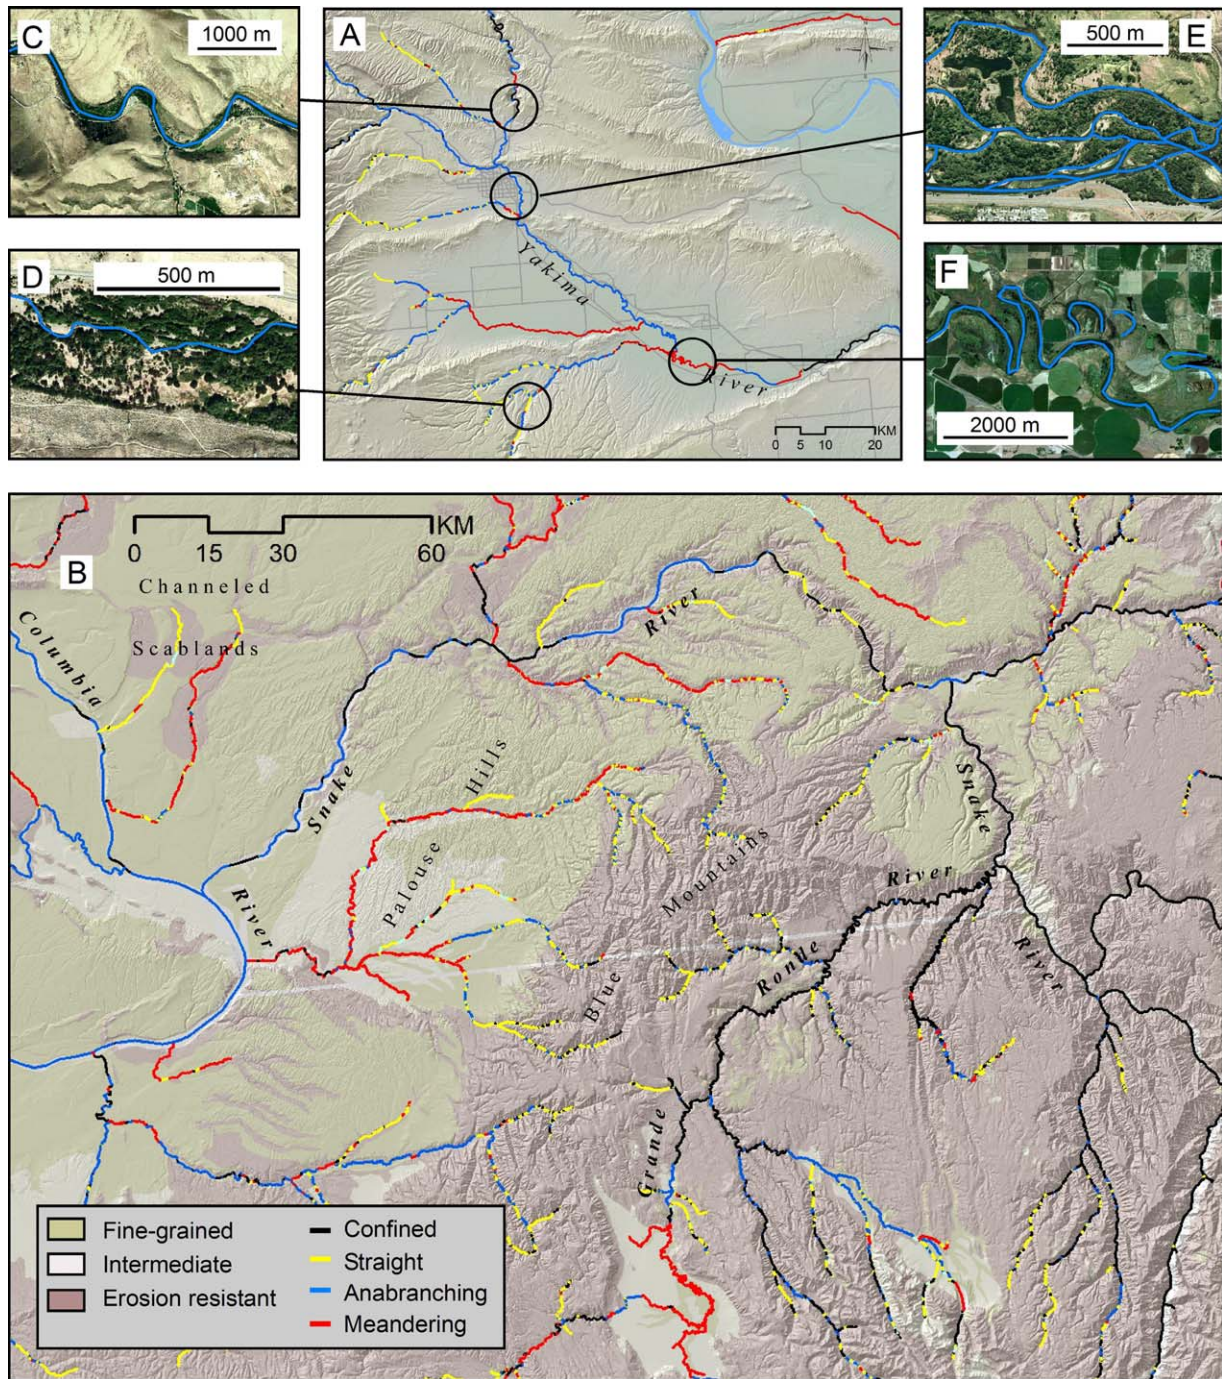 C
1000 m
A
Yakima
River
0 5 10 20 KM
E
500 m
D
500 m
F
2000 m
B
0 15 30 60 KM
Channeled
Scablands
Columbia
Snake
River
River
Palouse
Hills
Blue
Mountains
Snake
River
Grande
Ronde
River
Fine-grained
Intermediate
Erosion resistant
Confined
Straight
Anabranching
Meandering